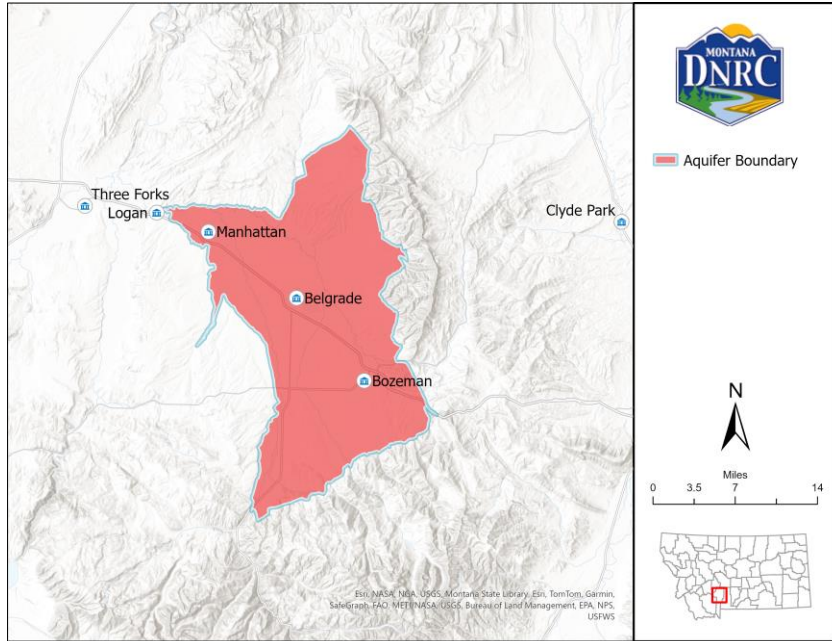 Three Forks
Logan
Manhattan
Belgrade
Bozeman
Clyde Park
Esri, NASA, NGA, USGS, Montana State Library, Esri, TomTom, Garmin,
SafeGraph, FAO, METI/NASA, USGS, Bureau of Land Management, EPA, NPS,
USFWS
MONTANA
DNRC
Aquifer Boundary
N
Miles
0 3.5 7 14